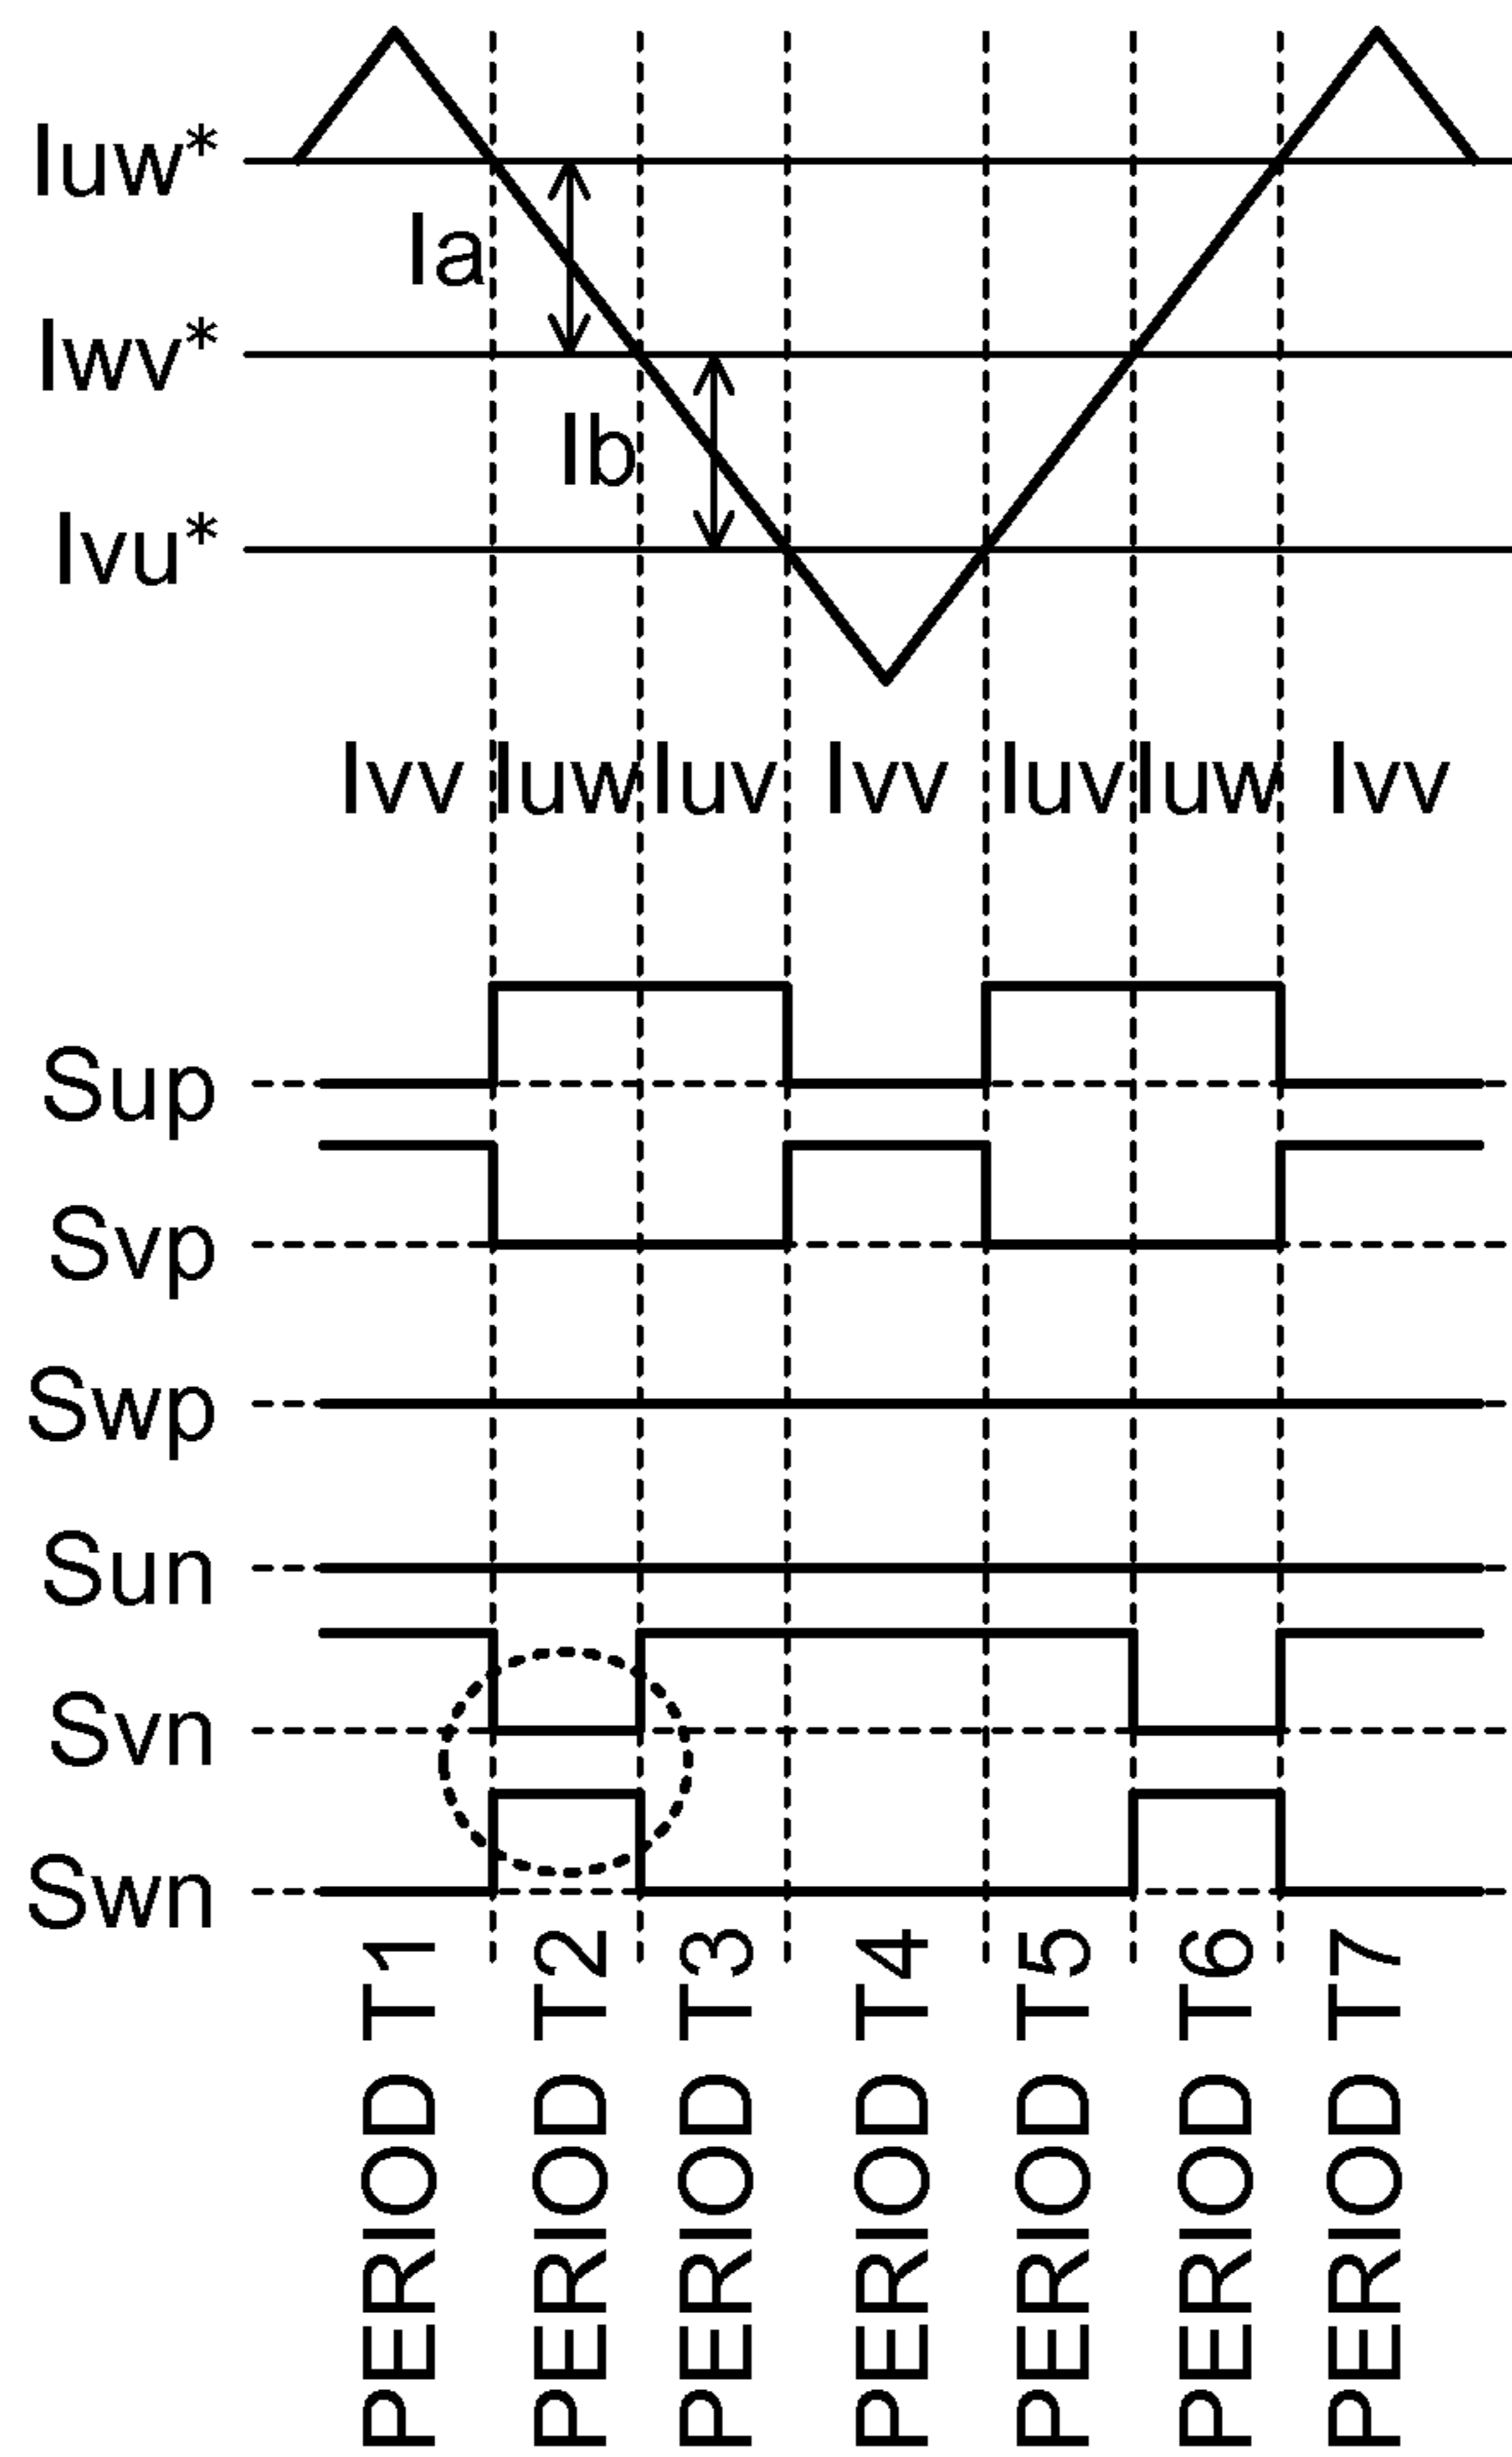 Iuw*
Ia
Iwv*
Ib
Ivu*
Ivv Iuw Iuv Ivv Iuv Iuw Ivv
Sup
Svp
Swp
Sun
Svn
Swn
PERIOD T1
PERIOD T2
PERIOD T3
PERIOD T4
PERIOD T5
PERIOD T6
PERIOD T7